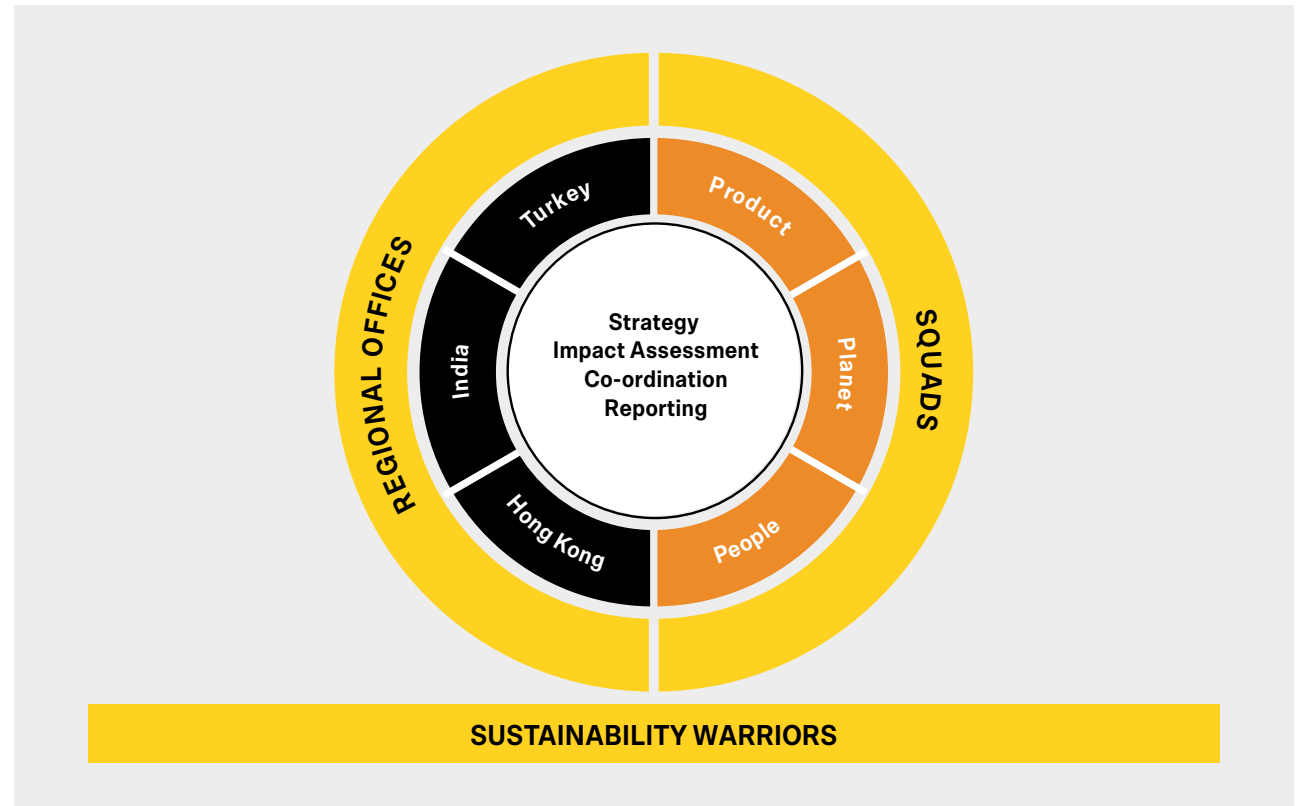 REGIONAL OFFICES
Turkey
India
Hong Kong
Strategy
Impact Assessment
Co-ordination
Reporting
Product
Planet
People
SQUADS
SUSTAINABILITY WARRIORS